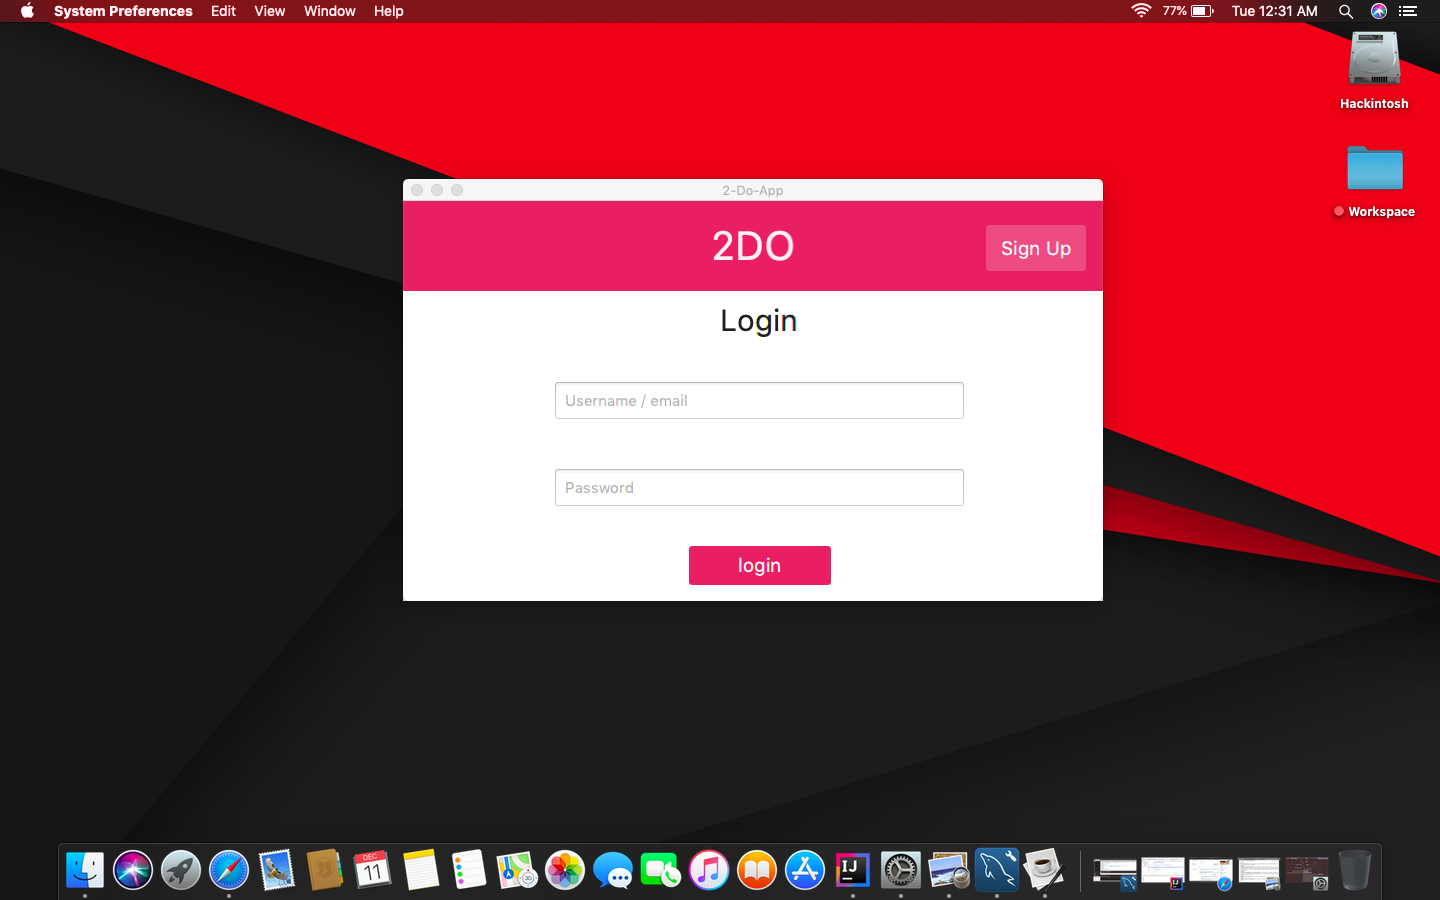 System Preferences Edit View Window Help 77% Tue 12:31 AM
Hackintosh
Workspace
2-Do-App
2DO
Sign Up
Login
Username / email
Password
login
DEC
11
IJ